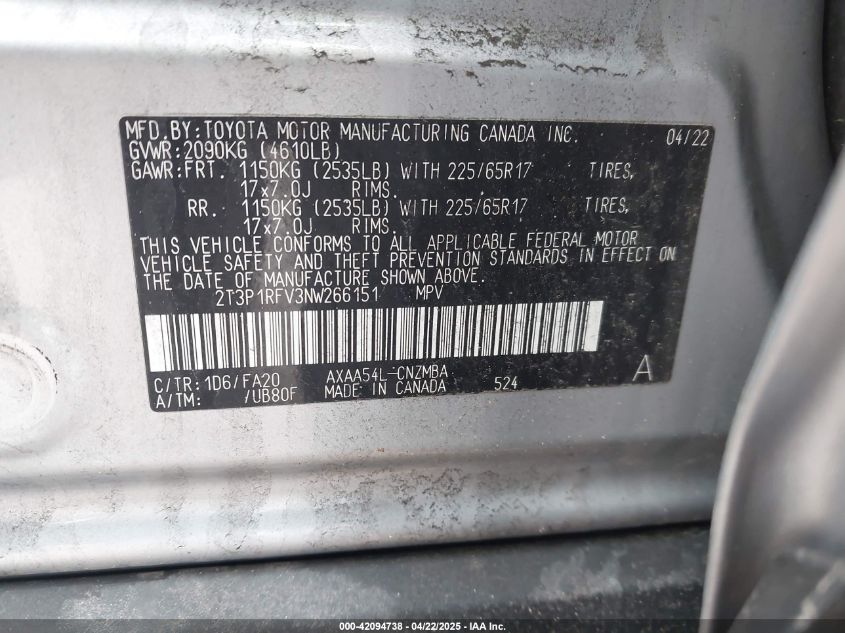 MFD.BY:TOYOTA MOTOR MANUFACTURING CANADA INC. 04/22
GVWR:2090KG (4610LB)
GAWR:FRT. 1150KG (2535LB) WITH 225/65R17 TIRES,
17x7.0J RIMS.
RR. 1150KG (2535LB) WITH 225/65R17 TIRES,
17x7.0J RIMS.
THIS VEHICLE CONFORMS TO ALL APPLICABLE FEDERAL MOTOR
VEHICLE SAFETY AND THEFT PREVENTION STANDARDS IN EFFECT ON
THE DATE OF MANUFACTURE SHOWN ABOVE.
2T3P1RFV3NW266151 MPV
C/TR:1D6/FA20 AXAA54L-CNZMBA A
A/TM: /UB80F MADE IN CANADA 524
000-42094738 - 04/22/2025 - IAA Inc.